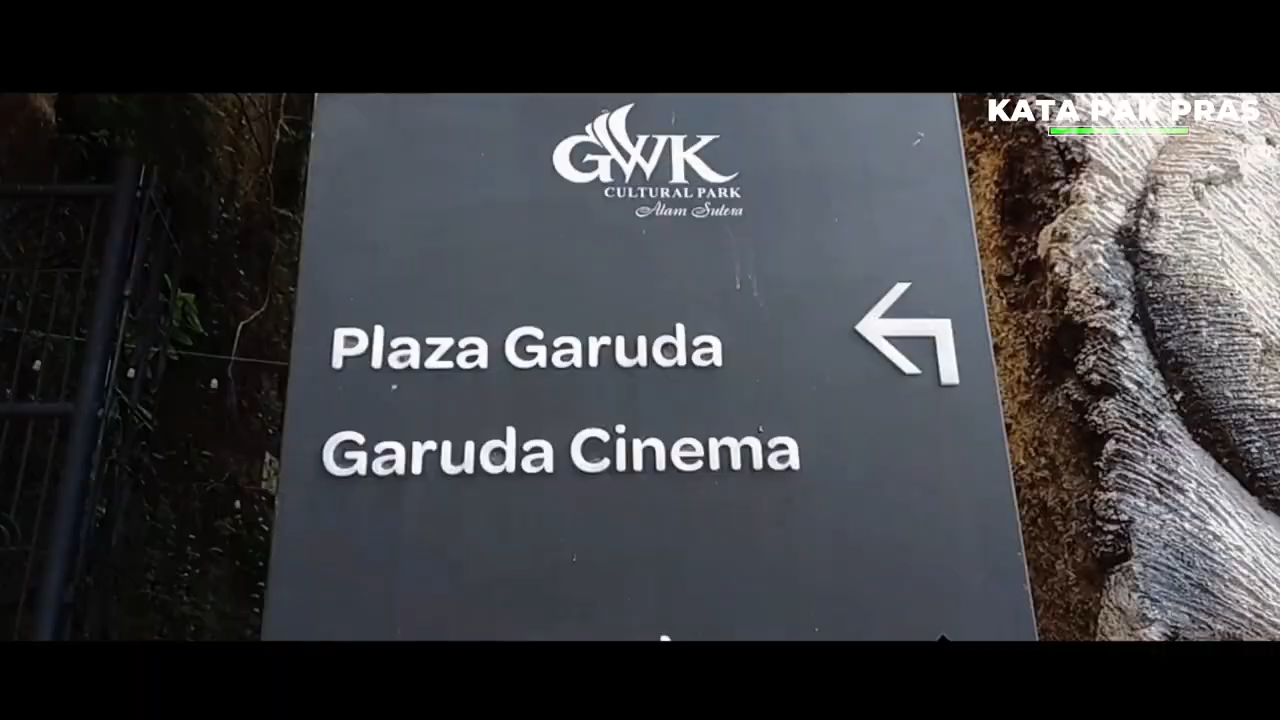 KATA PAK PRAS
GWK
CULTURAL PARK
Alam Sutera
Plaza Garuda
Garuda Cinema